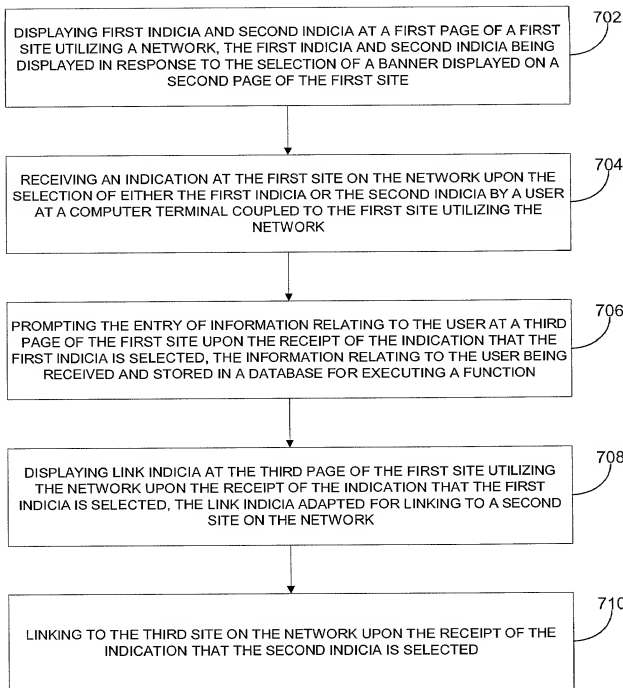 702
DISPLAYING FIRST INDICIA AND SECOND INDICIA AT A FIRST PAGE OF A FIRST
SITE UTILIZING A NETWORK, THE FIRST INDICIA AND SECOND INDICIA BEING
DISPLAYED IN RESPONSE TO THE SELECTION OF A BANNER DISPLAYED ON A
SECOND PAGE OF THE FIRST SITE
704
RECEIVING AN INDICATION AT THE FIRST SITE ON THE NETWORK UPON THE
SELECTION OF EITHER THE FIRST INDICIA OR THE SECOND INDICIA BY A USER
AT A COMPUTER TERMINAL COUPLED TO THE FIRST SITE UTILIZING THE
NETWORK
706
PROMPTING THE ENTRY OF INFORMATION RELATING TO THE USER AT A THIRD
PAGE OF THE FIRST SITE UPON THE RECEIPT OF THE INDICATION THAT THE
FIRST INDICIA IS SELECTED, THE INFORMATION RELATING TO THE USER BEING
RECEIVED AND STORED IN A DATABASE FOR EXECUTING A FUNCTION
708
DISPLAYING LINK INDICIA AT THE THIRD PAGE OF THE FIRST SITE UTILIZING
THE NETWORK UPON THE RECEIPT OF THE INDICATION THAT THE FIRST
INDICIA IS SELECTED, THE LINK INDICIA ADAPTED FOR LINKING TO A SECOND
SITE ON THE NETWORK
710
LINKING TO THE THIRD SITE ON THE NETWORK UPON THE RECEIPT OF THE
INDICATION THAT THE SECOND INDICIA IS SELECTED